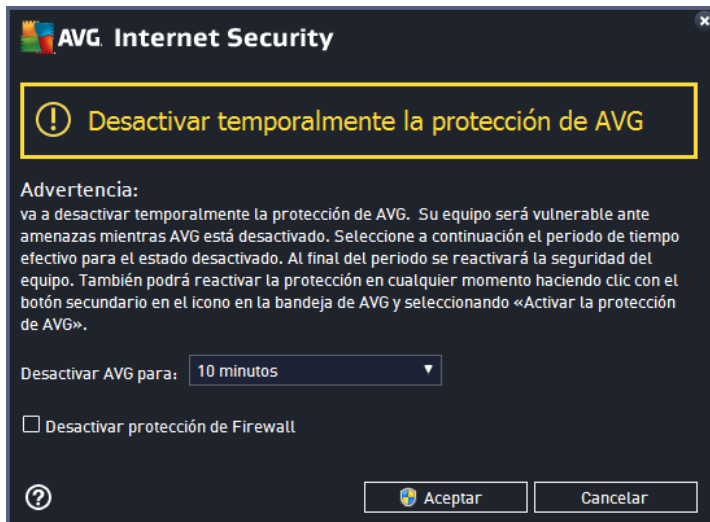 AVG Internet Security
Desactivar temporalmente la protección de AVG
Advertencia:
va a desactivar temporalmente la protección de AVG. Su equipo será vulnerable ante
amenazas mientras AVG está desactivado. Seleccione a continuación el periodo de tiempo
efectivo para el estado desactivado. Al final del periodo se reactivará la seguridad del
equipo. También podrá reactivar la protección en cualquier momento haciendo clic con el
botón secundario en el icono en la bandeja de AVG y seleccionando «Activar la protección
de AVG».
Desactivar AVG para: 10 minutos
Desactivar protección de Firewall
Aceptar Cancelar